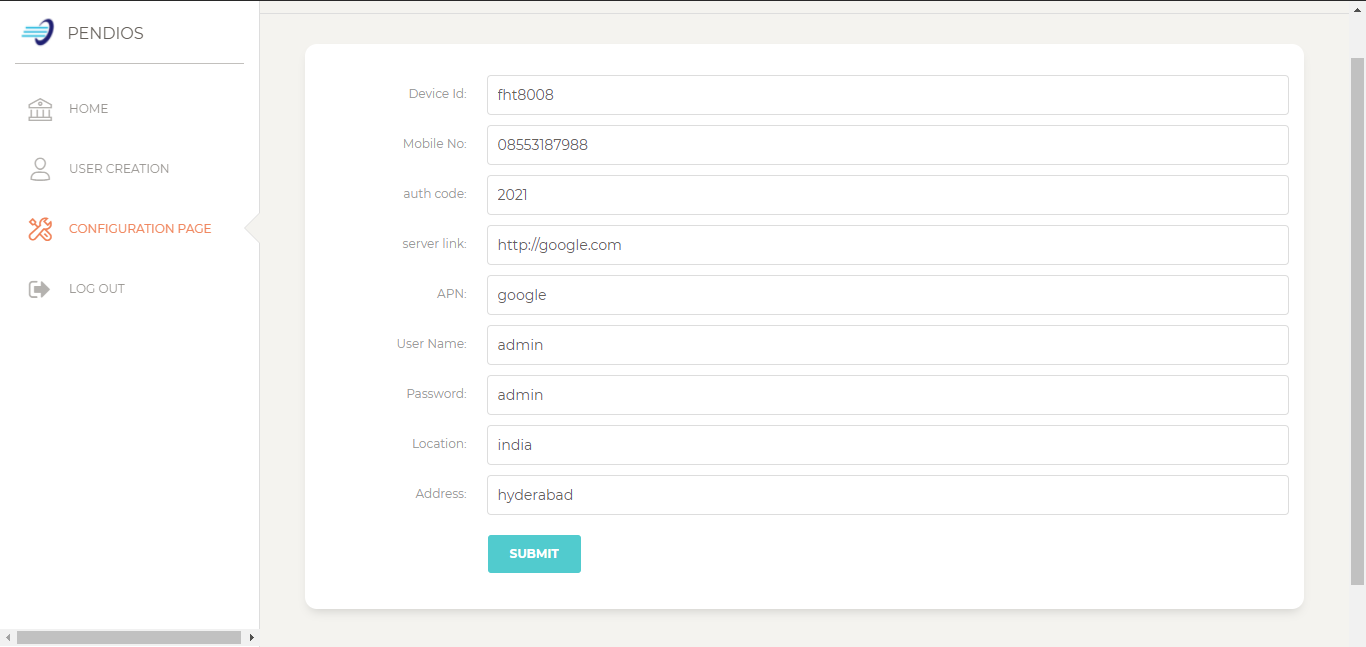 PENDIOS
HOME
USER CREATION
CONFIGURATION PAGE
LOG OUT
Device Id: fht8008
Mobile No: 08553187988
auth code: 2021
server link: http://google.com
APN: google
User Name: admin
Password: admin
Location: india
Address: hyderabad
SUBMIT